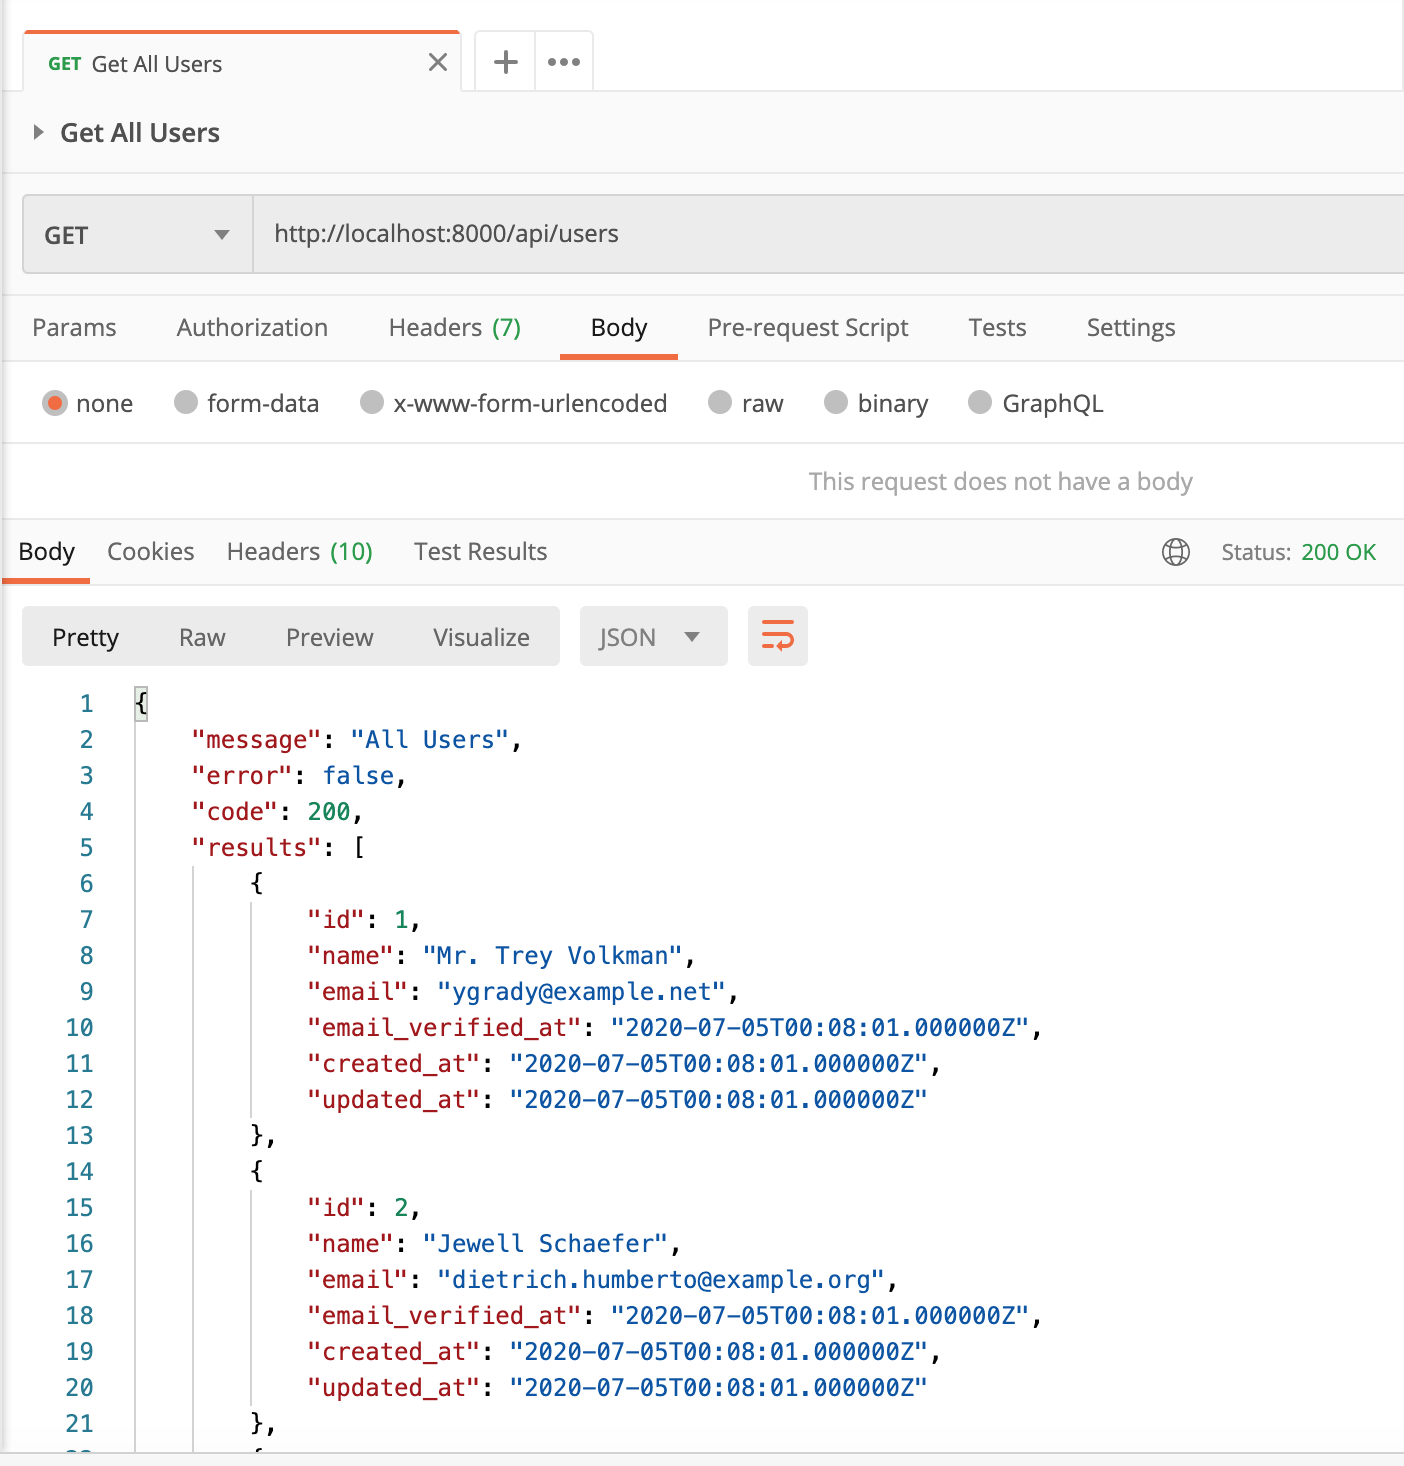 GET Get All Users
Get All Users
GET http://localhost:8000/api/users
Params Authorization Headers (7) Body Pre-request Script Tests Settings
none form-data x-www-form-urlencoded raw binary GraphQL
This request does not have a body
Body Cookies Headers (10) Test Results Status: 200 OK
Pretty Raw Preview Visualize JSON
1 {
2 "message": "All Users",
3 "error": false,
4 "code": 200,
5 "results": [
6 {
7 "id": 1,
8 "name": "Mr. Trey Volkman",
9 "email": "ygrady@example.net",
10 "email_verified_at": "2020-07-05T00:08:01.000000Z",
11 "created_at": "2020-07-05T00:08:01.000000Z",
12 "updated_at": "2020-07-05T00:08:01.000000Z"
13 },
14 {
15 "id": 2,
16 "name": "Jewell Schaefer",
17 "email": "dietrich.humberto@example.org",
18 "email_verified_at": "2020-07-05T00:08:01.000000Z",
19 "created_at": "2020-07-05T00:08:01.000000Z",
20 "updated_at": "2020-07-05T00:08:01.000000Z"
21 },